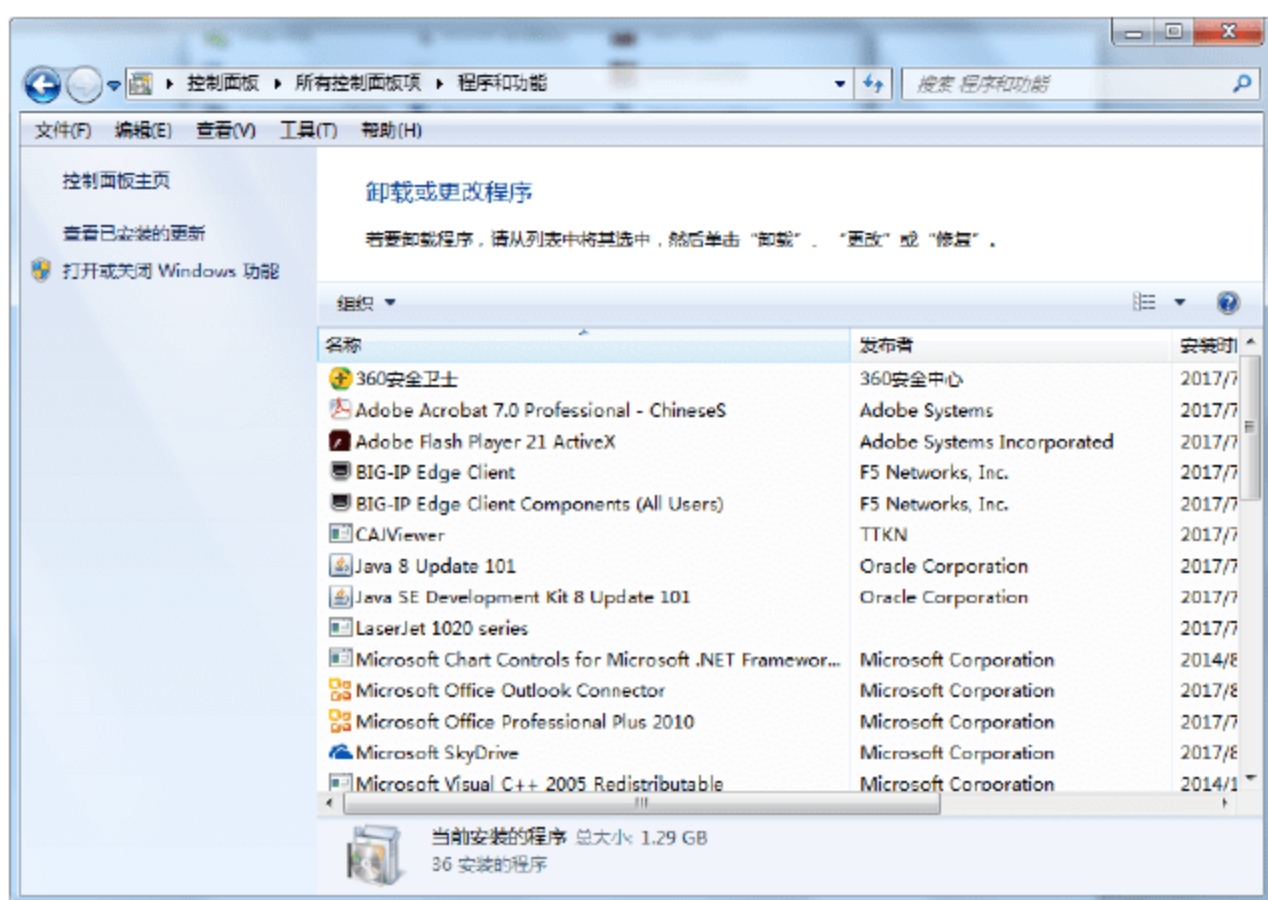 控制面板 ▸ 所有控制面板项 ▸ 程序和功能
搜索 程序和功能
文件(F) 编辑(E) 查看(V) 工具(T) 帮助(H)
控制面板主页
查看已安装的更新
打开或关闭 Windows 功能
卸载或更改程序
若要卸载程序，请从列表中将其选中，然后单击“卸载”、“更改”或“修复”。
组织
名称 发布者 安装时
360安全卫士 360安全中心 2017/7
Adobe Acrobat 7.0 Professional - ChineseS Adobe Systems 2017/7
Adobe Flash Player 21 ActiveX Adobe Systems Incorporated 2017/7
BIG-IP Edge Client F5 Networks, Inc. 2017/7
BIG-IP Edge Client Components (All Users) F5 Networks, Inc. 2017/7
CAJViewer TTKN 2017/7
Java 8 Update 101 Oracle Corporation 2017/7
Java SE Development Kit 8 Update 101 Oracle Corporation 2017/7
LaserJet 1020 series 2017/7
Microsoft Chart Controls for Microsoft .NET Framewor... Microsoft Corporation 2014/8
Microsoft Office Outlook Connector Microsoft Corporation 2017/8
Microsoft Office Professional Plus 2010 Microsoft Corporation 2017/7
Microsoft SkyDrive Microsoft Corporation 2017/8
Microsoft Visual C++ 2005 Redistributable Microsoft Corporation 2014/1
当前安装的程序 总大小: 1.29 GB
36 安装的程序